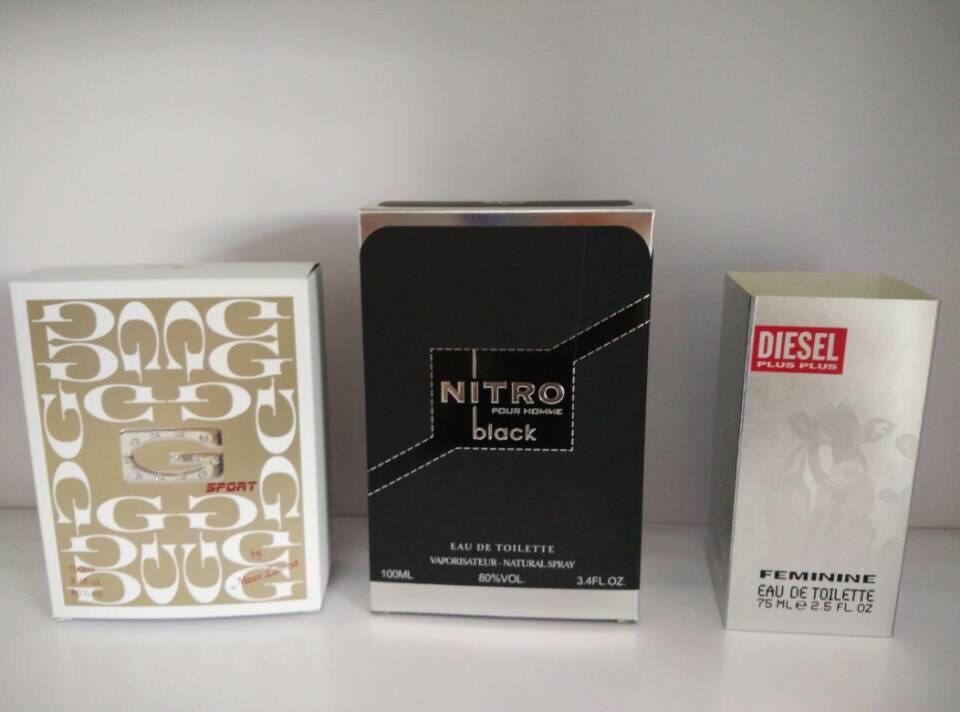 G
SPORT
by
NITRO
POUR HOMME
black
EAU DE TOILETTE
VAPORISATEUR - NATURAL SPRAY
100ML 80%VOL. 3.4FL.OZ.
DIESEL
PLUS PLUS
FEMININE
EAU DE TOILETTE
75 ML e 2.5 FL. OZ